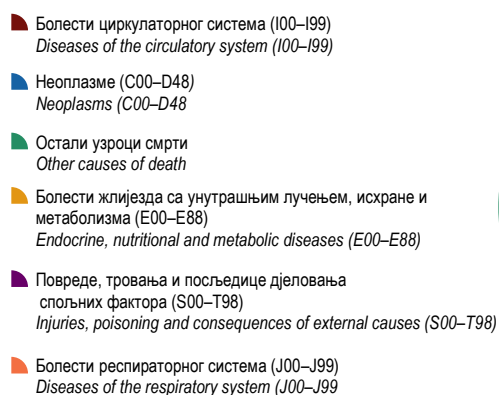 Болести циркулаторног система (I00–I99)
Diseases of the circulatory system (I00–I99)
Неоплазме (C00–D48)
Neoplasms (C00–D48
Остали узроци смрти
Other causes of death
Болести жлијезда са унутрашњим лучењем, исхране и
метаболизма (E00–E88)
Endocrine, nutritional and metabolic diseases (E00–E88)
Повреде, тровања и посљедице дјеловања
спољних фактора (S00–T98)
Injuries, poisoning and consequences of external causes (S00–T98)
Болести респираторног система (J00–J99)
Diseases of the respiratory system (J00–J99